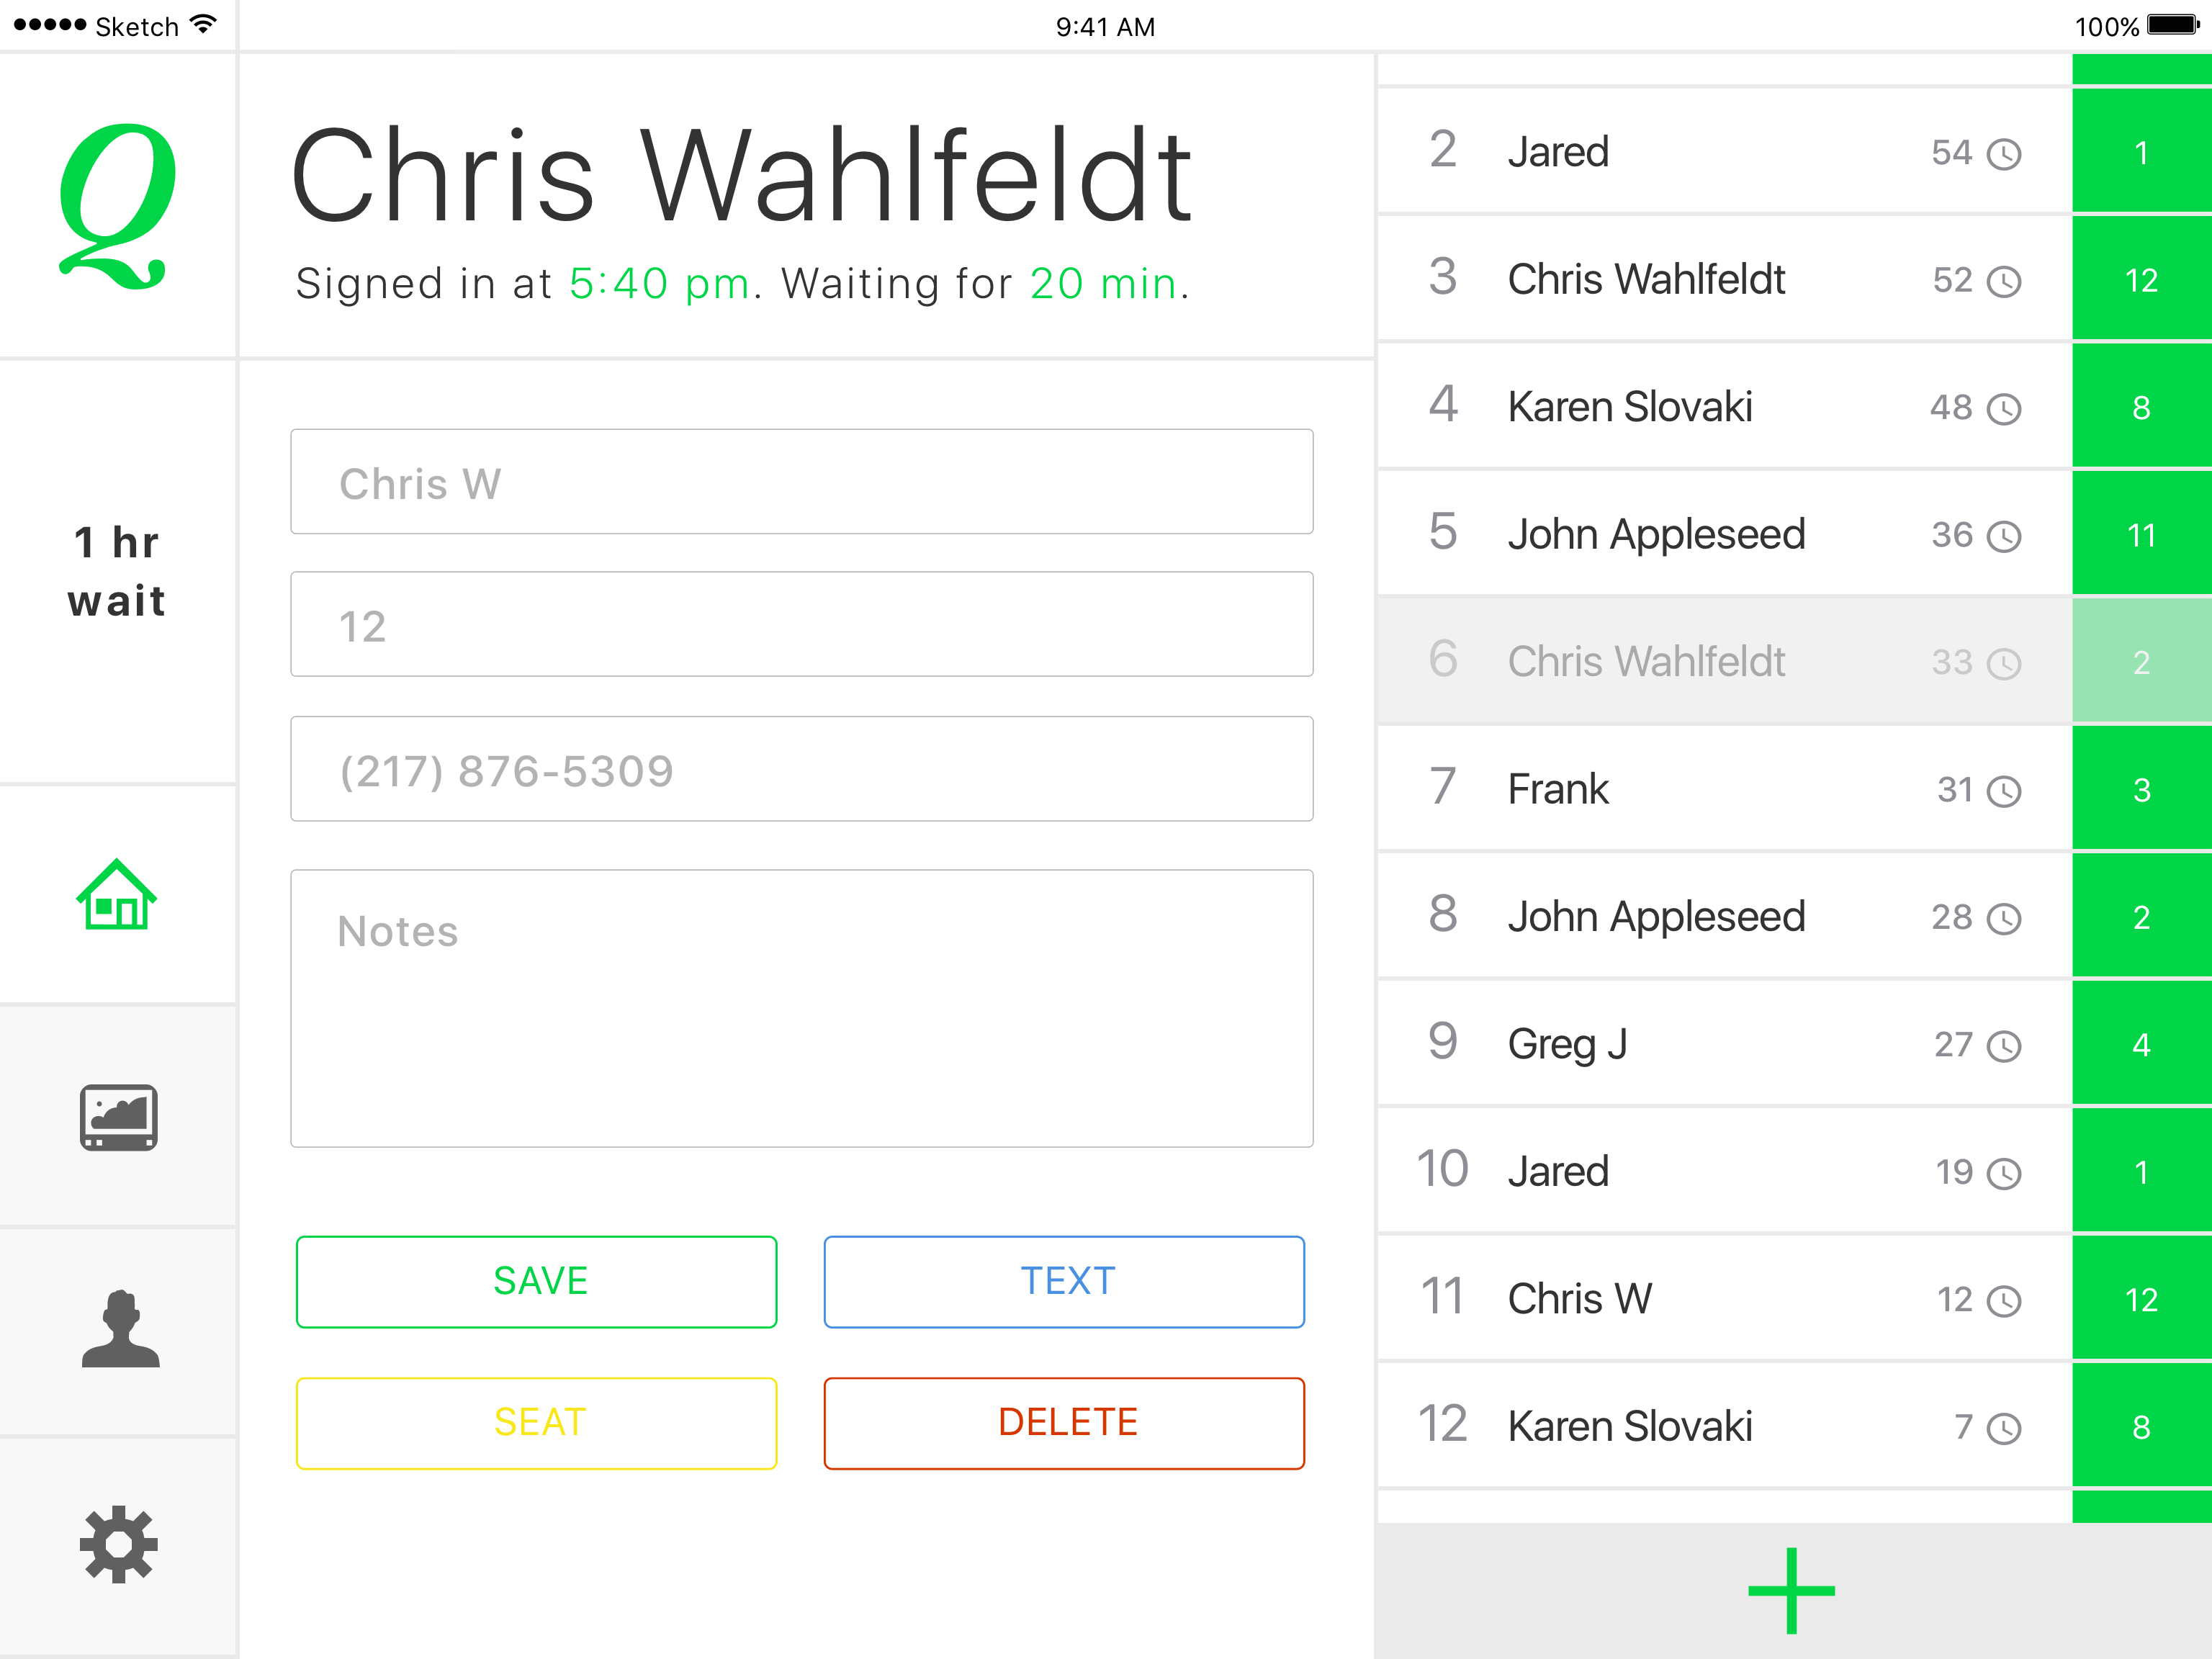 Sketch 9:41 AM 100%
Q
1 hr
wait
Chris Wahlfeldt
Signed in at 5:40 pm. Waiting for 20 min.
Chris W
12
(217) 876-5309
Notes
SAVE TEXT
SEAT DELETE
2 Jared 54 1
3 Chris Wahlfeldt 52 12
4 Karen Slovaki 48 8
5 John Appleseed 36 11
6 Chris Wahlfeldt 33 2
7 Frank 31 3
8 John Appleseed 28 2
9 Greg J 27 4
10 Jared 19 1
11 Chris W 12 12
12 Karen Slovaki 7 8